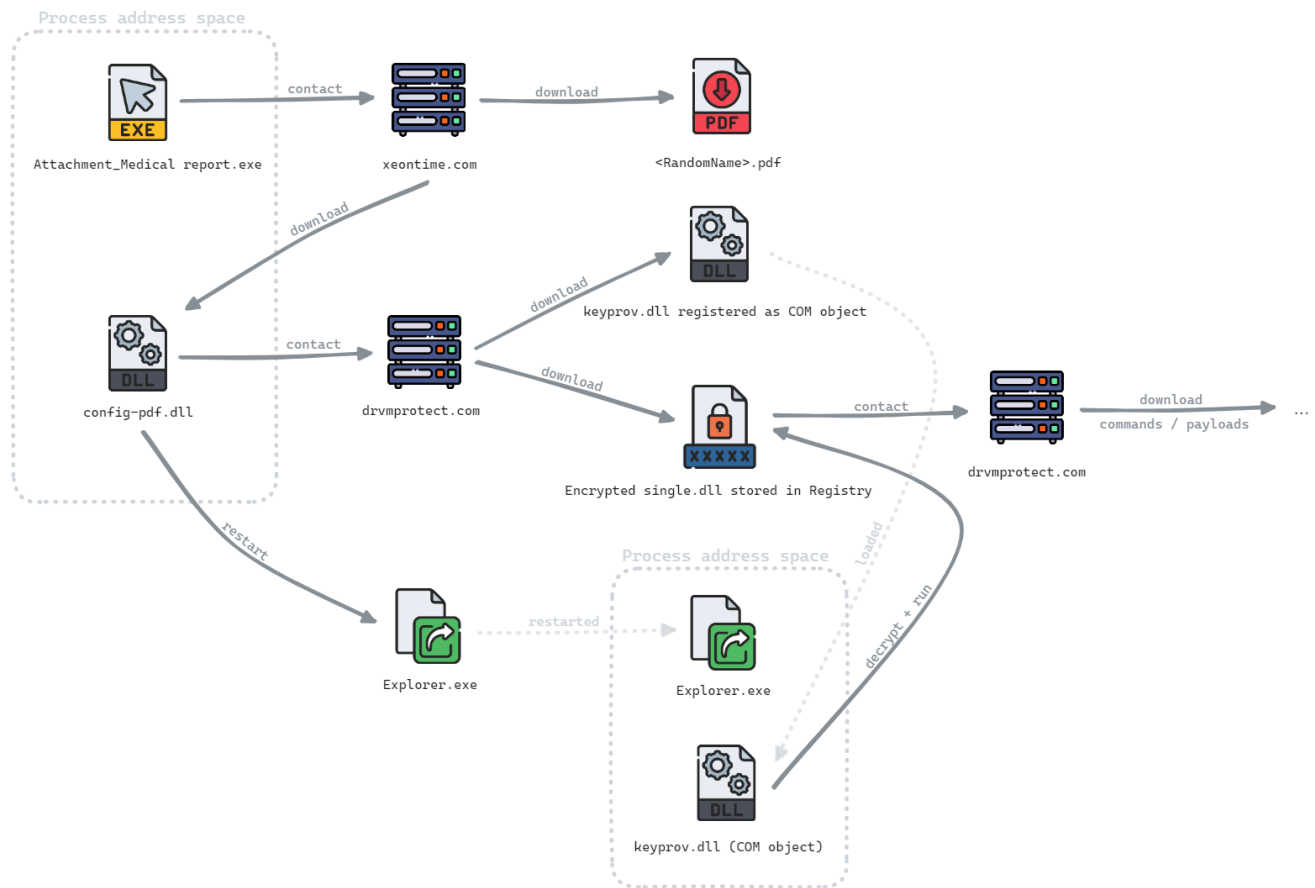 Process address space
EXE
contact
download
PDF
Attachment_Medical report.exe
xeontime.com
<RandomName>.pdf
download
DLL
download
keyprov.dll registered as COM object
DLL
contact
config-pdf.dll
drvmprotect.com
download
XXXXX
Encrypted single.dll stored in Registry
contact
drvmprotect.com
download
commands / payloads
...
restart
Explorer.exe
restarted
Process address space
Explorer.exe
loaded
decrypt + run
DLL
keyprov.dll (COM object)